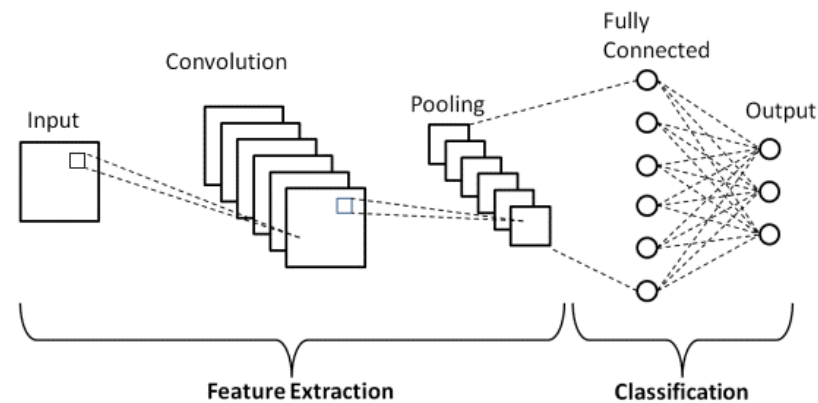 Input
Convolution
Pooling
Fully
Connected
Output
Feature Extraction
Classification